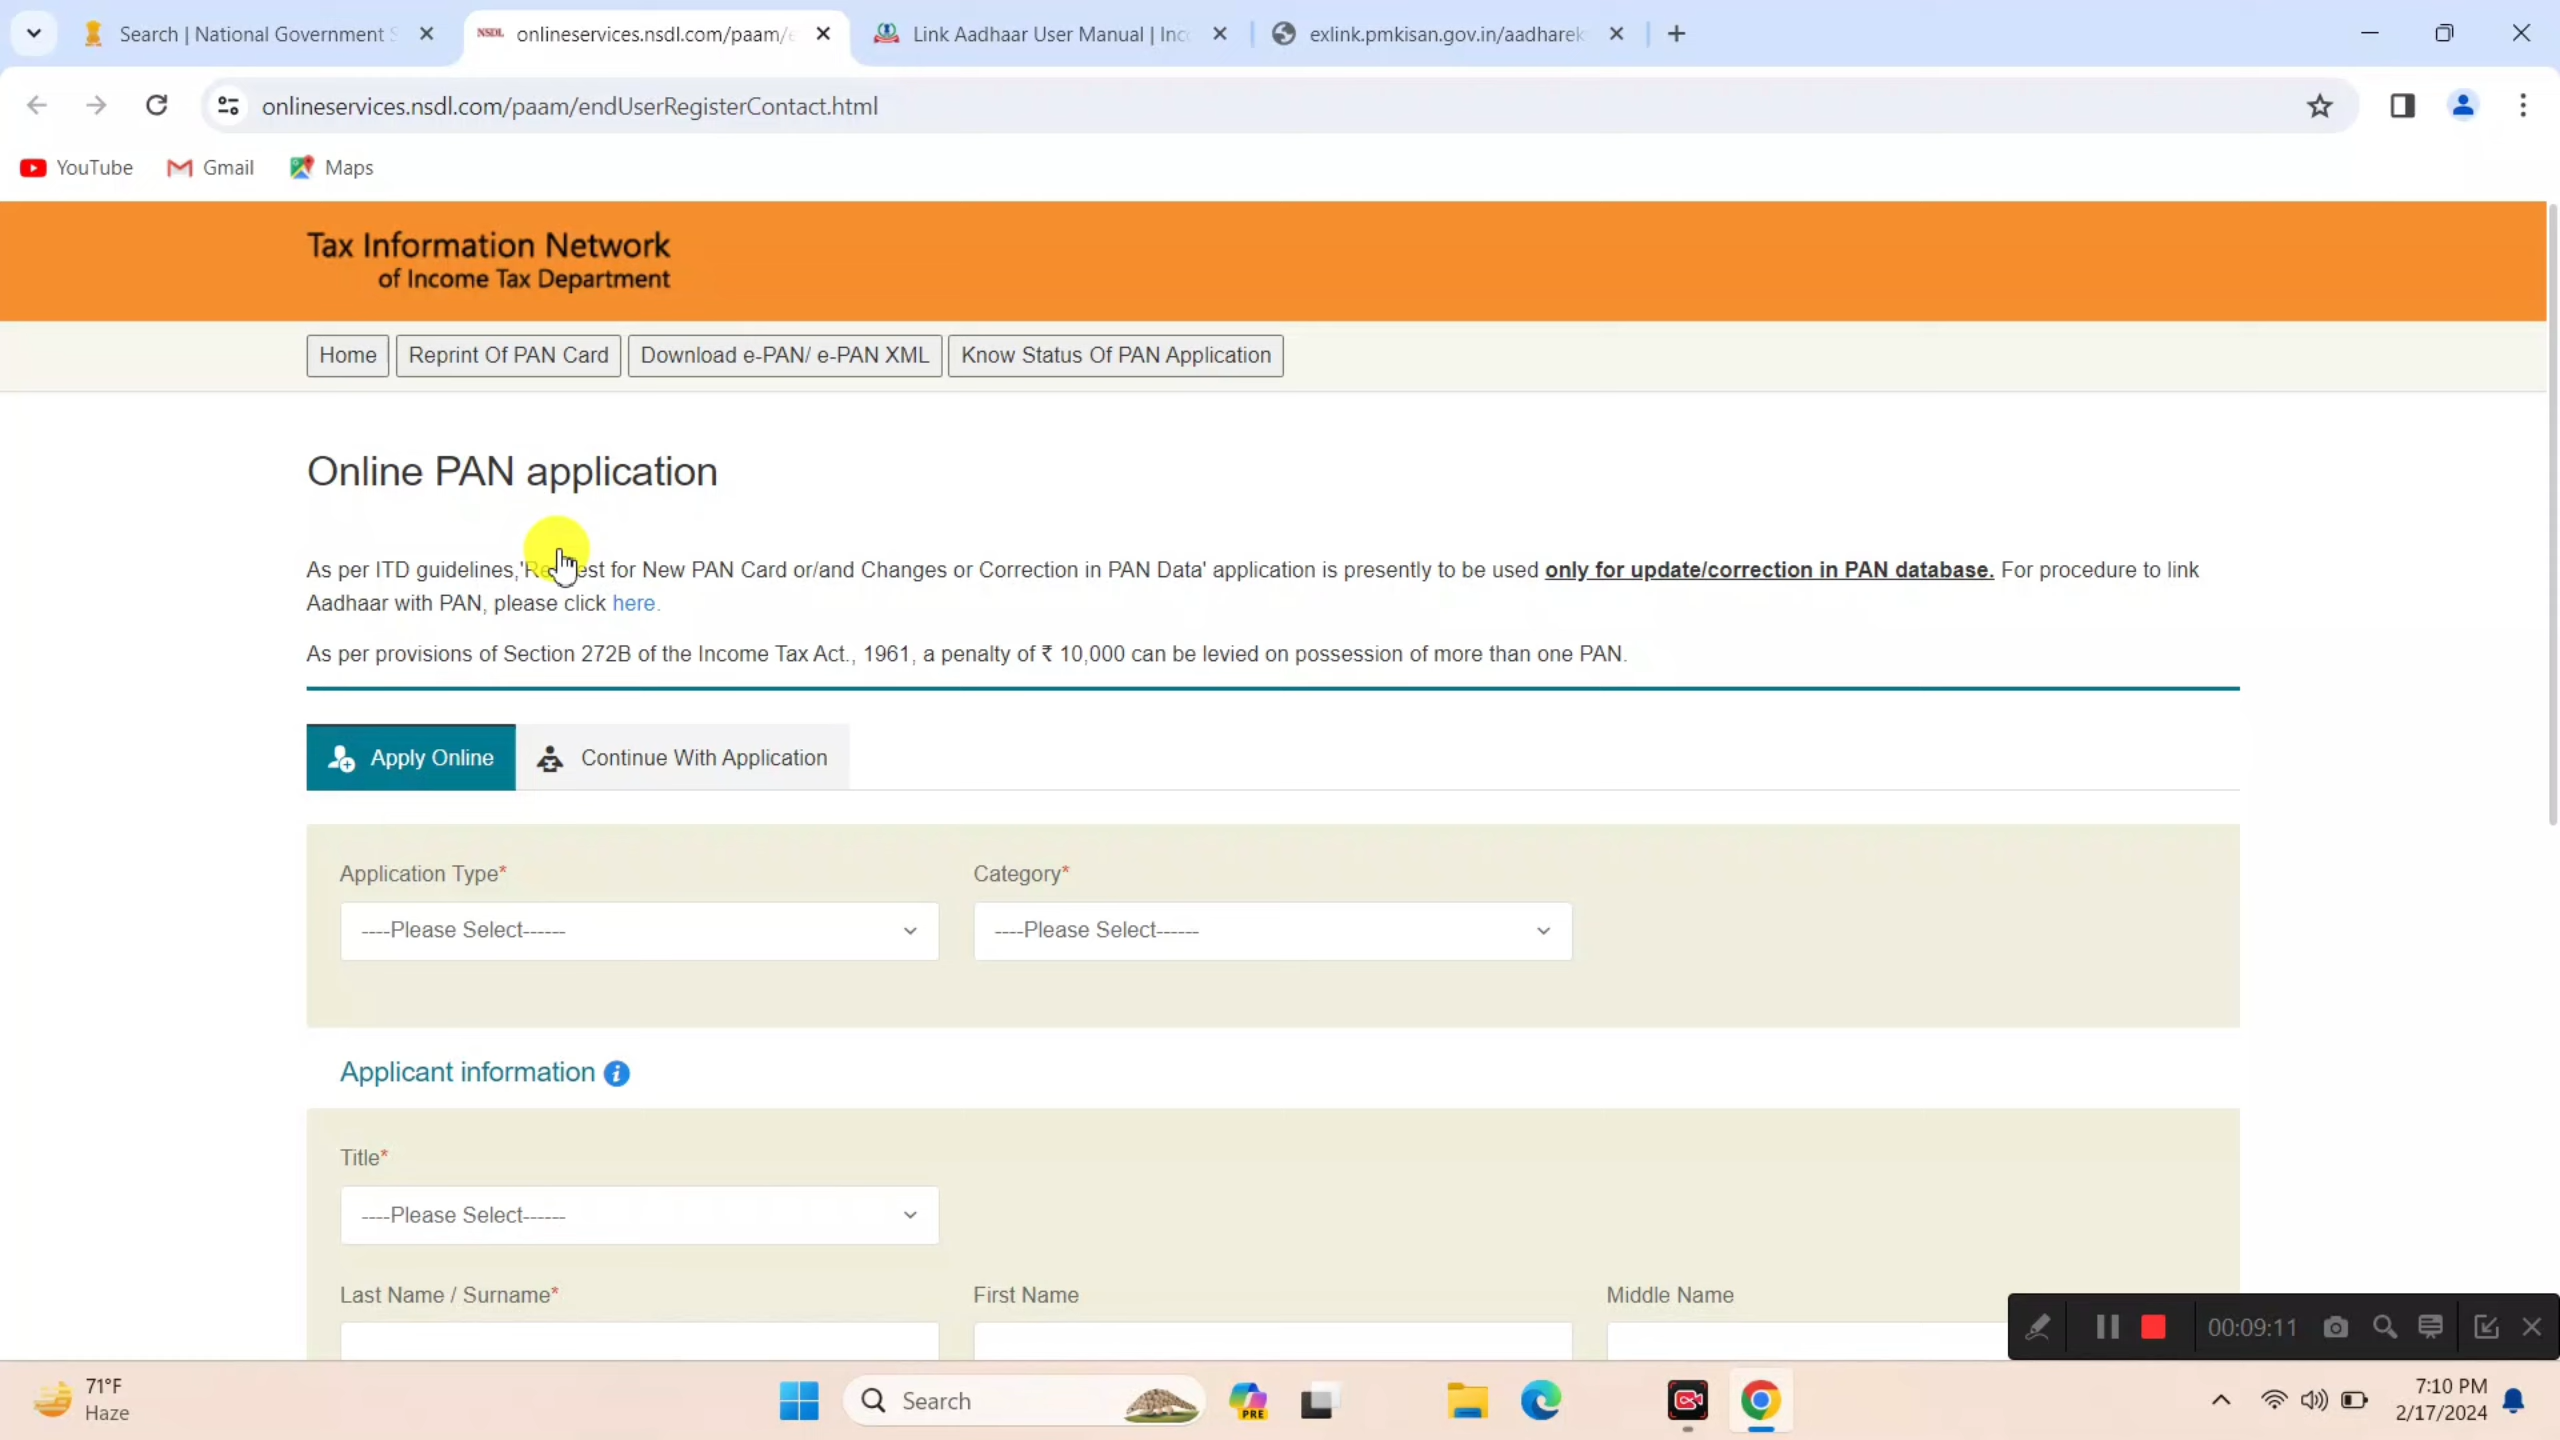 Search | National Government S
onlineservices.nsdl.com/paam/e
Link Aadhaar User Manual | Inc
exlink.pmkisan.gov.in/aadharek
onlineservices.nsdl.com/paam/endUserRegisterContact.html
YouTube
Gmail
Maps
Tax Information Network
of Income Tax Department
Home
Reprint Of PAN Card
Download e-PAN/ e-PAN XML
Know Status Of PAN Application
Online PAN application
As per ITD guidelines,'Request for New PAN Card or/and Changes or Correction in PAN Data' application is presently to be used only for update/correction in PAN database. For procedure to link
Aadhaar with PAN, please click here.
As per provisions of Section 272B of the Income Tax Act., 1961, a penalty of ₹ 10,000 can be levied on possession of more than one PAN.
Apply Online
Continue With Application
Application Type*
Category*
----Please Select------
----Please Select------
Applicant information
Title*
----Please Select------
Last Name / Surname*
First Name
Middle Name
00:09:11
71°F
Haze
Search
PRE
7:10 PM
2/17/2024